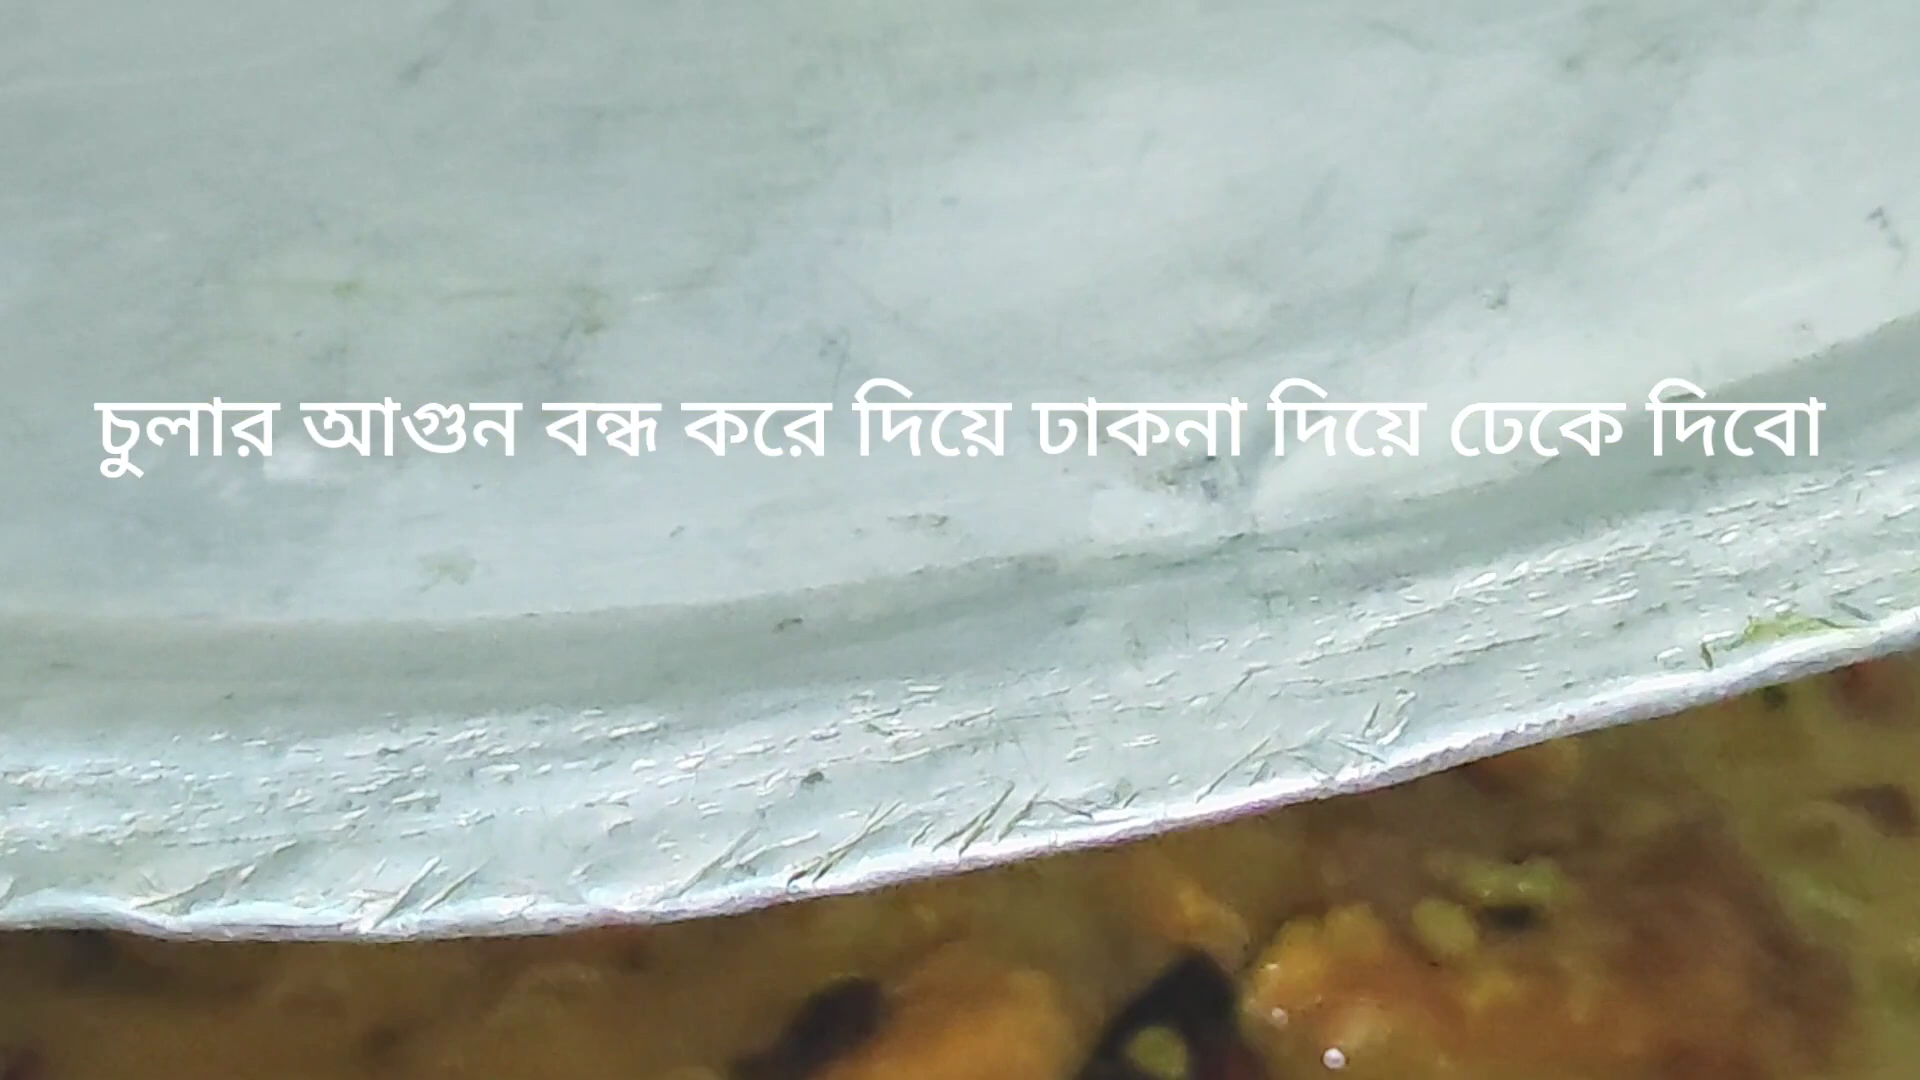 চুলার আগুন বন্ধ করে দিয়ে ঢাকনা দিয়ে ঢেকে দিবো